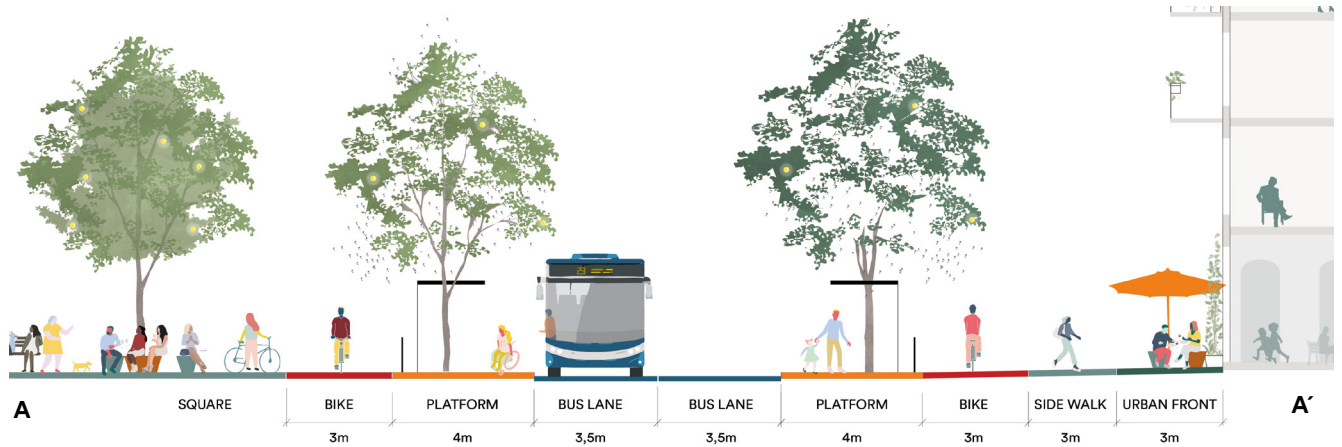 A SQUARE BIKE PLATFORM BUS LANE BUS LANE PLATFORM BIKE SIDE WALK URBAN FRONT A´
3m 4m 3,5m 3,5m 4m 3m 3m 3m